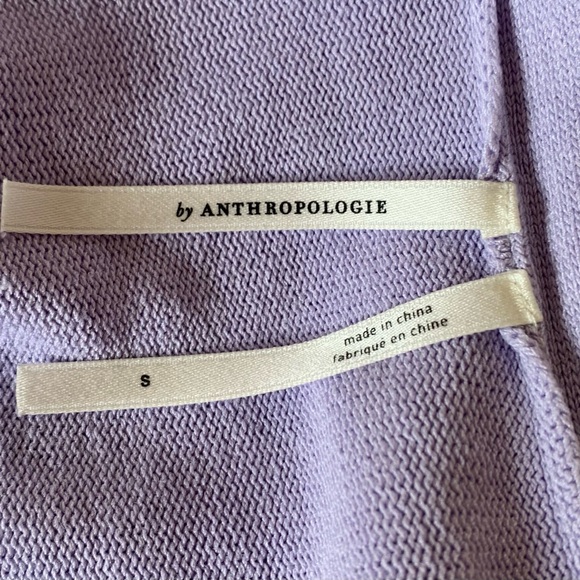 by ANTHROPOLOGIE
made in china
fabriqué en chine
S